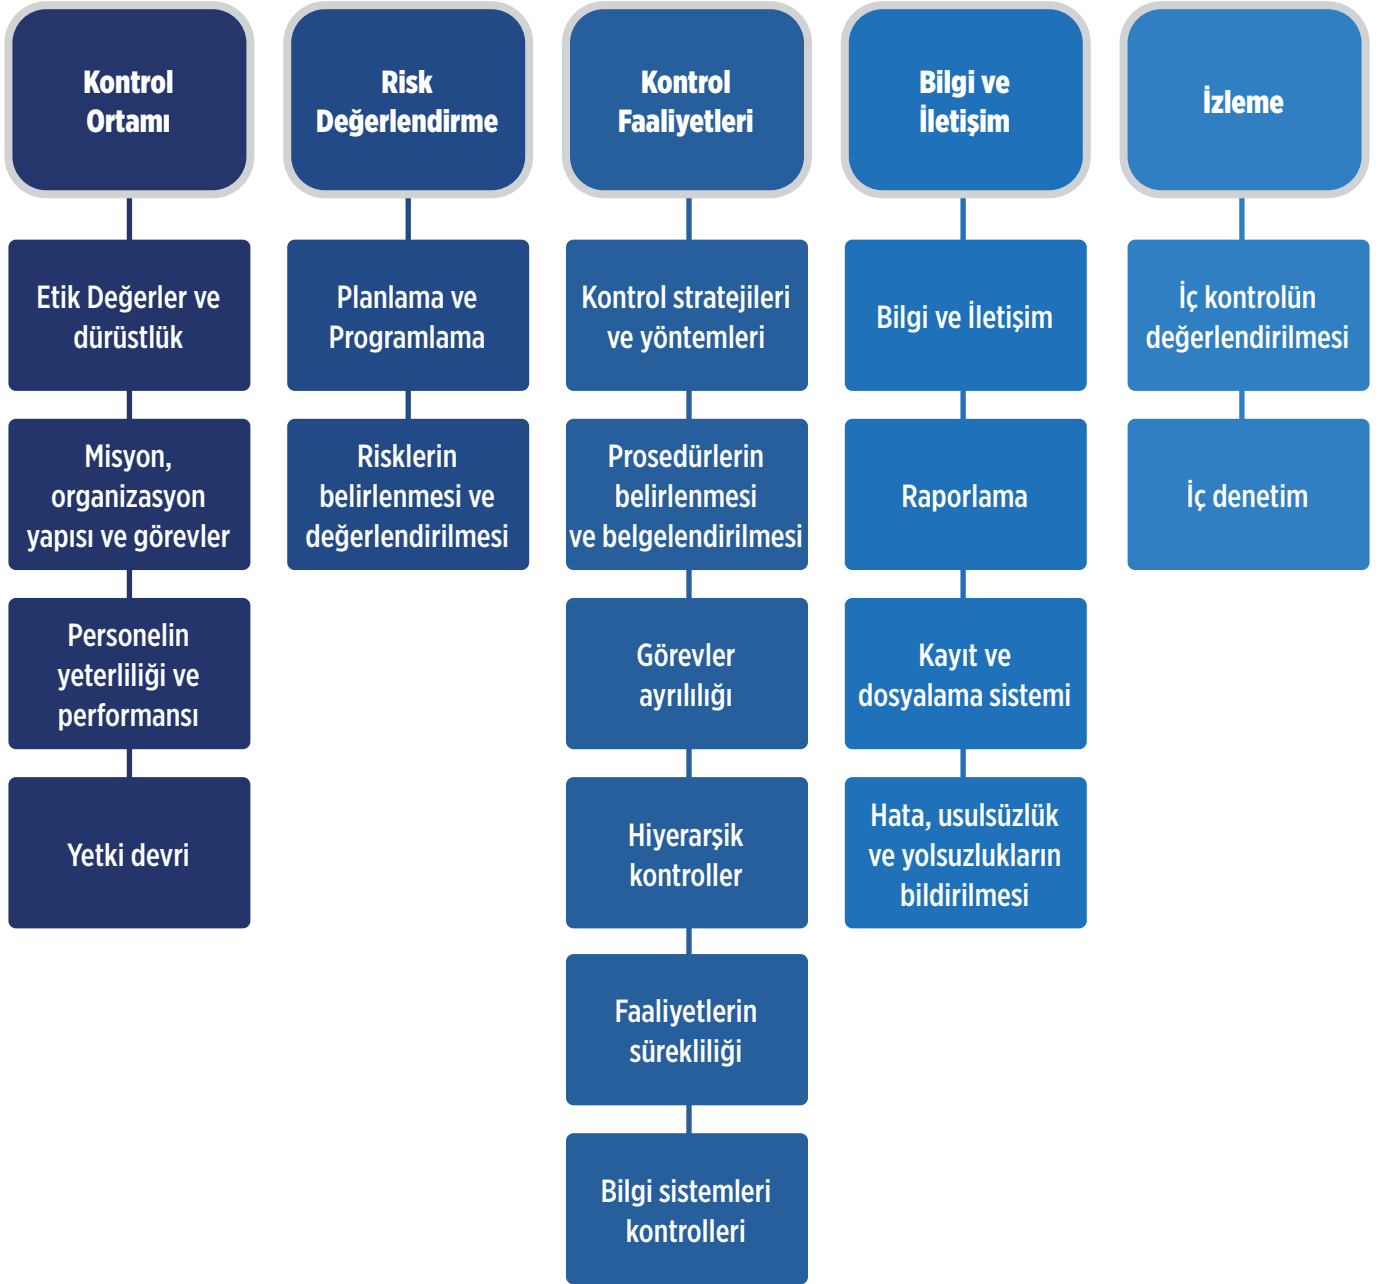 Kontrol
Ortamı
Etik Değerler ve
dürüstlük
Misyon,
organizasyon
yapısı ve görevler
Personelin
yeterliliği ve
performansı
Yetki devri
Risk
Değerlendirme
Planlama ve
Programlama
Risklerin
belirlenmesi ve
değerlendirilmesi
Kontrol
Faaliyetleri
Kontrol stratejileri
ve yöntemleri
Prosedürlerin
belirlenmesi
ve belgelendirilmesi
Görevler
ayrılılığı
Hiyerarşik
kontroller
Faaliyetlerin
sürekliliği
Bilgi sistemleri
kontrolleri
Bilgi ve
İletişim
Bilgi ve İletişim
Raporlama
Kayıt ve
dosyalama sistemi
Hata, usulsüzlük
ve yolsuzlukların
bildirilmesi
İzleme
İç kontrolün
değerlendirilmesi
İç denetim